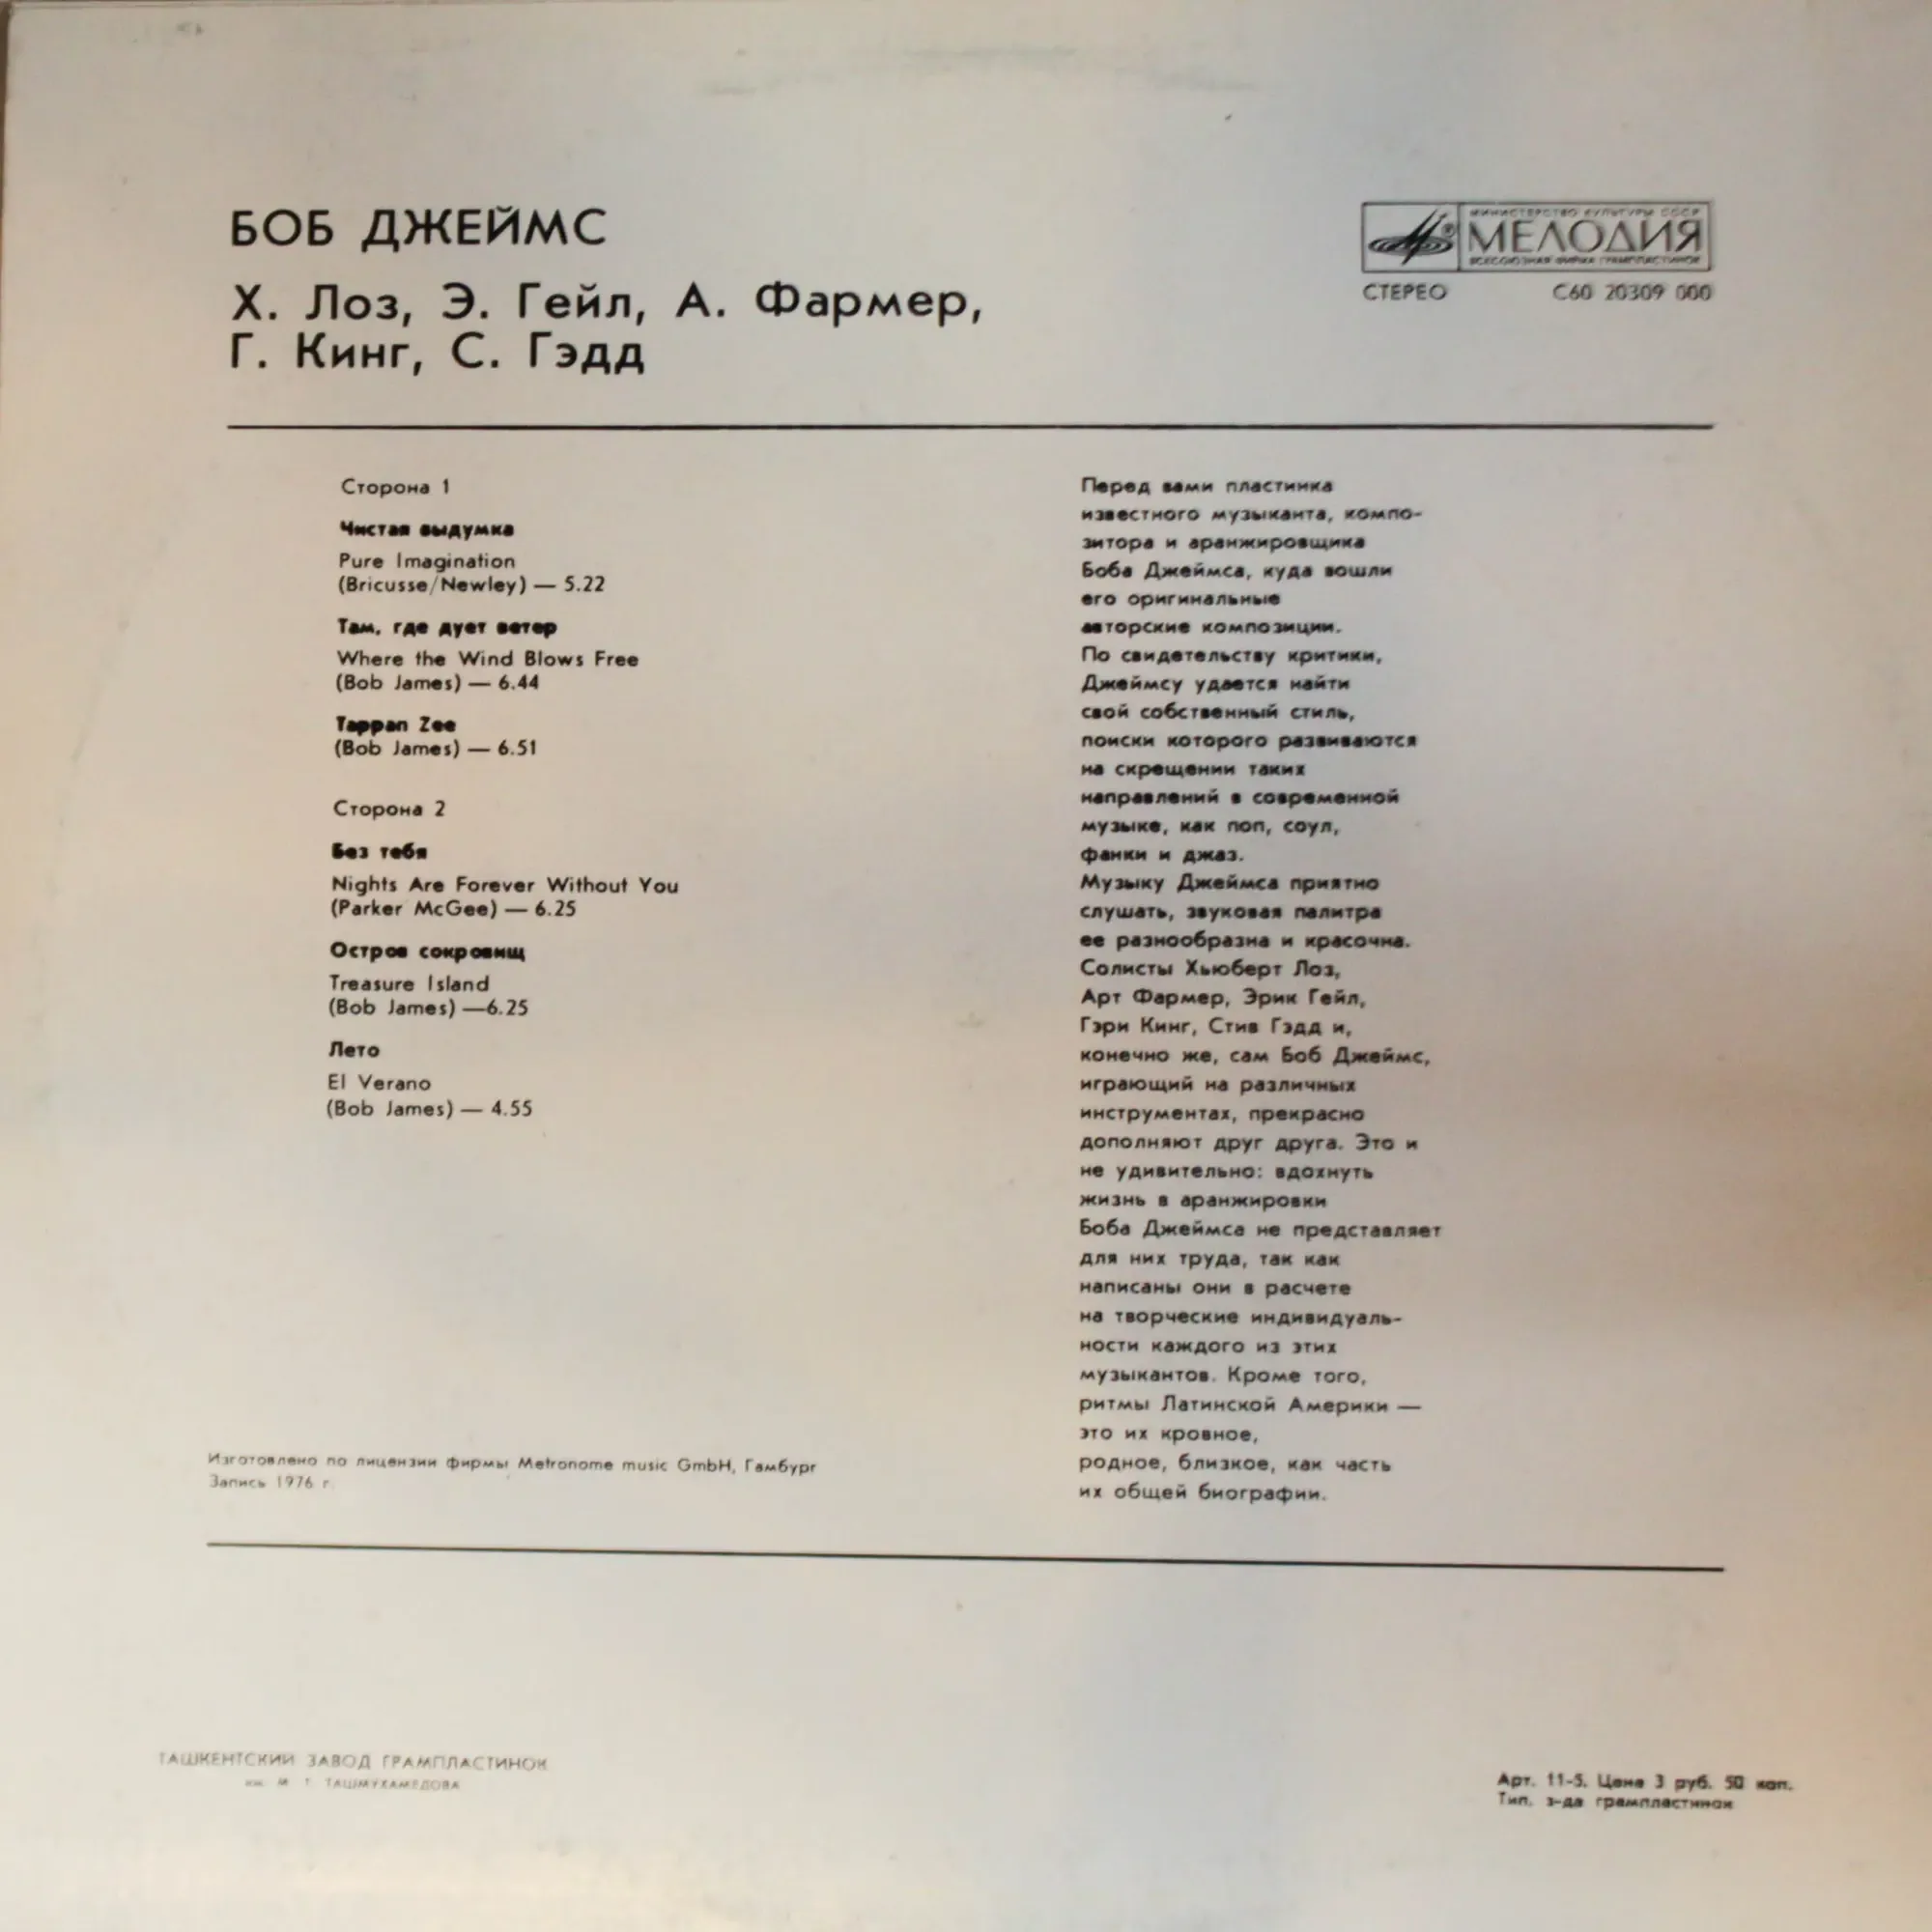 БОБ ДЖЕЙМС
Х. Лоз, Э. Гейл, А. Фармер,
Г. Кинг, С. Гэдд
МИНИСТЕРСТВО КУЛЬТУРЫ СССР
МЕЛОДИЯ
ВСЕСОЮЗНАЯ ФИРМА ГРАМПЛАСТИНОК
СТЕРЕО С60 20309 000
Сторона 1
Чистая выдумка
Pure Imagination
(Bricusse/Newley) — 5.22
Там, где дует ветер
Where the Wind Blows Free
(Bob James) — 6.44
Tappan Zee
(Bob James) — 6.51
Сторона 2
Без тебя
Nights Are Forever Without You
(Parker McGee) — 6.25
Остров сокровищ
Treasure Island
(Bob James) —6.25
Лето
El Verano
(Bob James) — 4.55
Перед вами пластинка
известного музыканта, компо-
зитора и аранжировщика
Боба Джеймса, куда вошли
его оригинальные
авторские композиции.
По свидетельству критики,
Джеймсу удается найти
свой собственный стиль,
поиски которого развиваются
на скрещении таких
направлений в современной
музыке, как поп, соул,
фанки и джаз.
Музыку Джеймса приятно
слушать, звуковая палитра
ее разнообразна и красочна.
Солисты Хьюберт Лоз,
Арт Фармер, Эрик Гейл,
Гэри Кинг, Стив Гэдд и,
конечно же, сам Боб Джеймс,
играющий на различных
инструментах, прекрасно
дополняют друг друга. Это и
не удивительно: вдохнуть
жизнь в аранжировки
Боба Джеймса не представляет
для них труда, так как
написаны они в расчете
на творческие индивидуаль-
ности каждого из этих
музыкантов. Кроме того,
ритмы Латинской Америки —
это их кровное,
родное, близкое, как часть
их общей биографии.
Изготовлено по лицензии фирмы Metronome music GmbH, Гамбург
Запись 1976 г.
ТАШКЕНТСКИЙ ЗАВОД ГРАМПЛАСТИНОК
им. М Т ТАШМУХАМЕДОВА
Арт. 11-5. Цена 3 руб. 50 коп.
Тип. з-да грампластинок